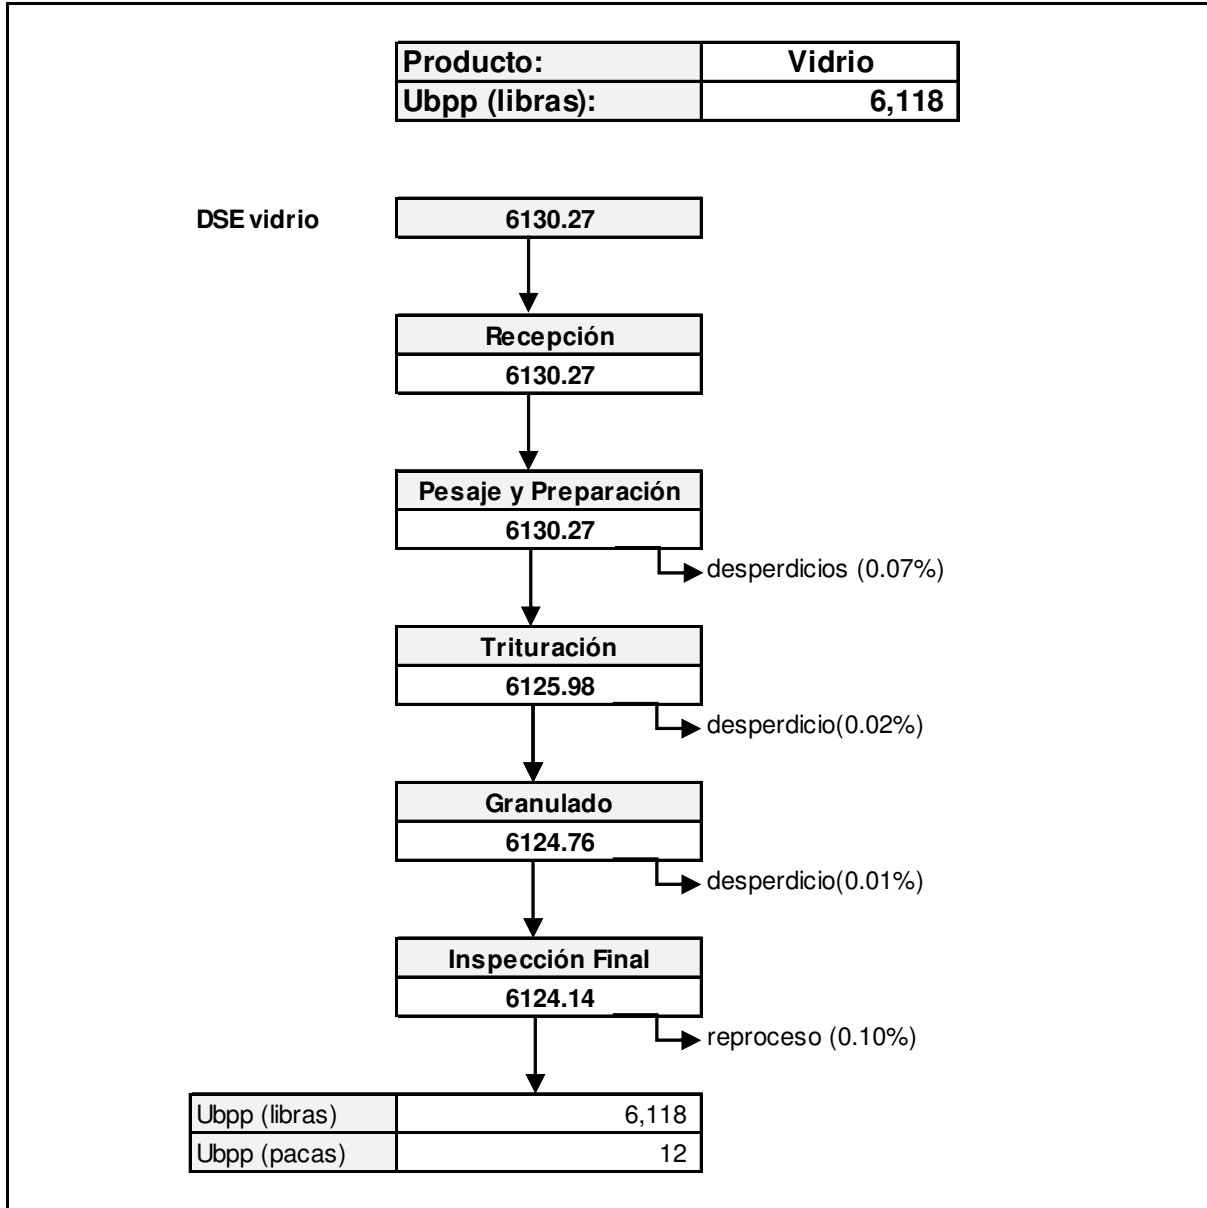 Producto: Vidrio
Ubpp (libras): 6,118
DSE vidrio 6130.27
Recepción
6130.27
Pesaje y Preparación
6130.27
desperdicios (0.07%)
Trituración
6125.98
desperdicio(0.02%)
Granulado
6124.76
desperdicio(0.01%)
Inspección Final
6124.14
reproceso (0.10%)
Ubpp (libras) 6,118
Ubpp (pacas) 12